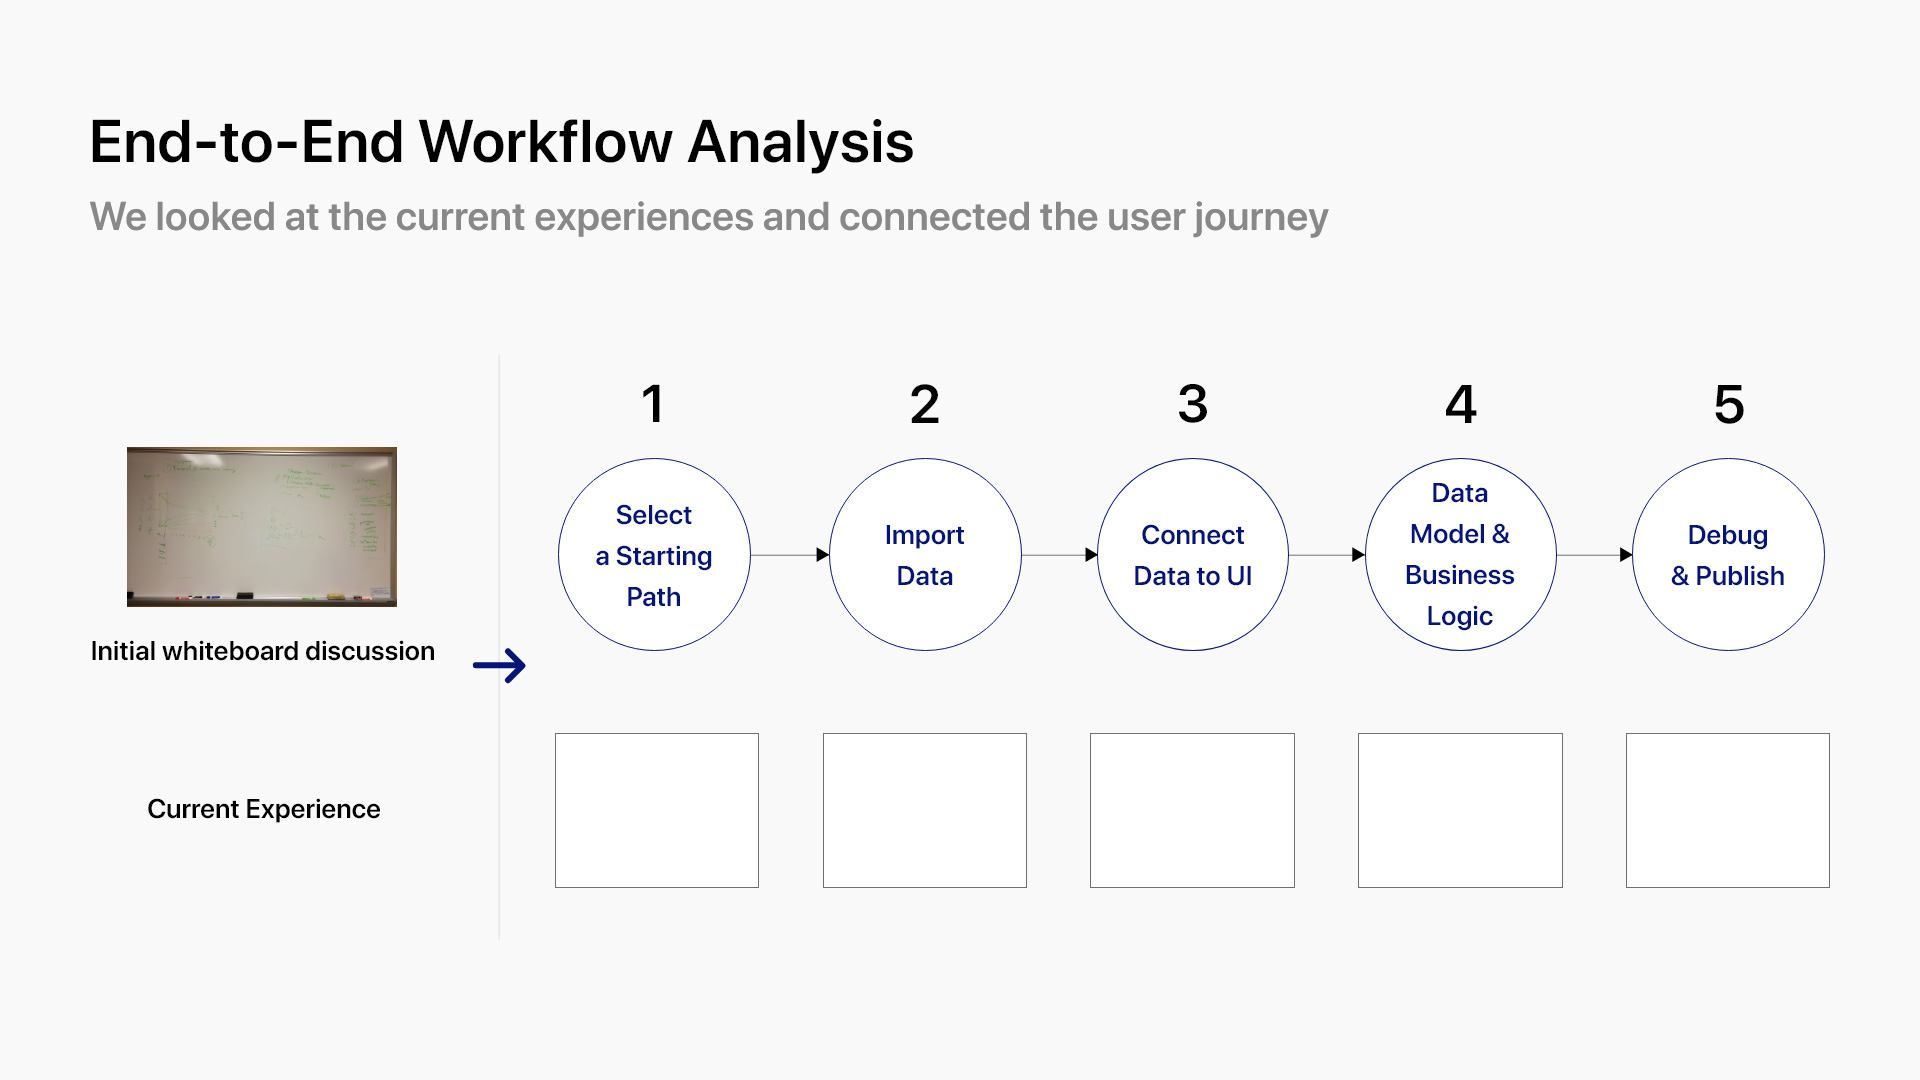 End-to-End Workflow Analysis
We looked at the current experiences and connected the user journey
1
2
3
4
5
Select
a Starting
Path
Import
Data
Connect
Data to UI
Data
Model &
Business
Logic
Debug
& Publish
Initial whiteboard discussion
Current Experience